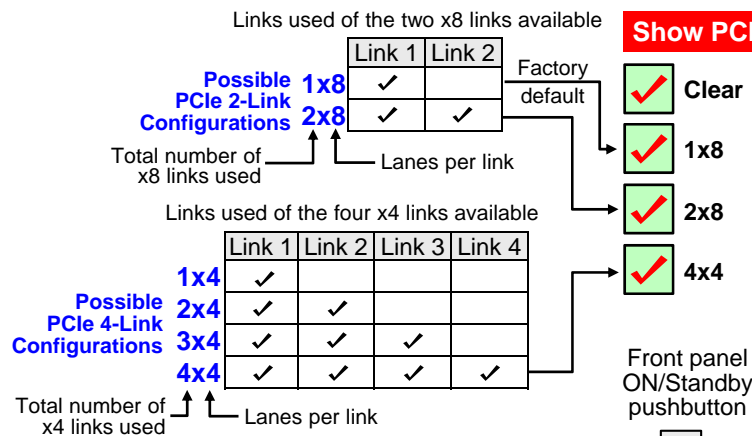 Links used of the two x8 links available
Show PCI
Link 1 Link 2
Possible
PCIe 2-Link
Configurations
1x8 ✓
2x8 ✓ ✓
Factory
default
Clear
1x8
2x8
4x4
Total number of
x8 links used
Lanes per link
Links used of the four x4 links available
Link 1 Link 2 Link 3 Link 4
Possible
PCIe 4-Link
Configurations
1x4 ✓
2x4 ✓ ✓
3x4 ✓ ✓ ✓
4x4 ✓ ✓ ✓ ✓
Total number of
x4 links used
Lanes per link
Front panel
ON/Standby
pushbutton